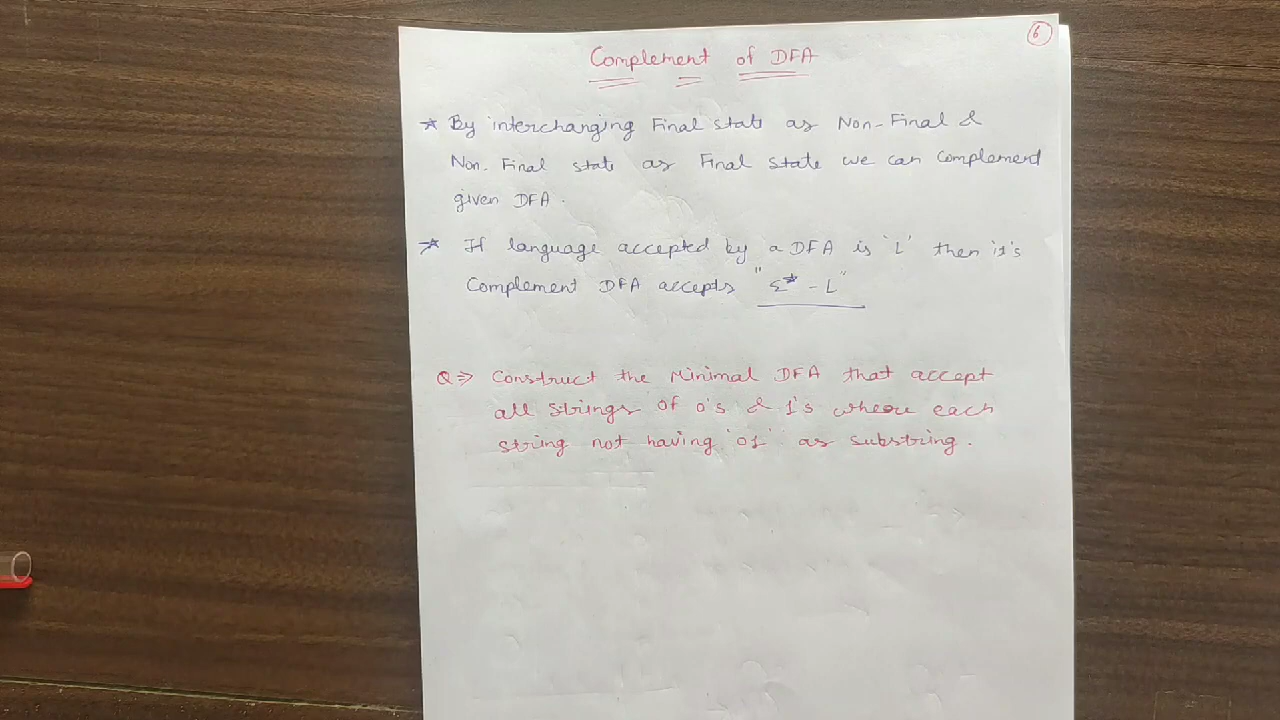 6
Complement of DFA
* By interchanging Final state as Non-Final &
Non-Final state as Final state we can complement
given DFA.
* If language accepted by a DFA is 'L' then it's
Complement DFA accepts "Σ* - L"
Q⇒ Construct the Minimal DFA that accept
all strings of 0's & 1's where each
string not having '01' as substring.